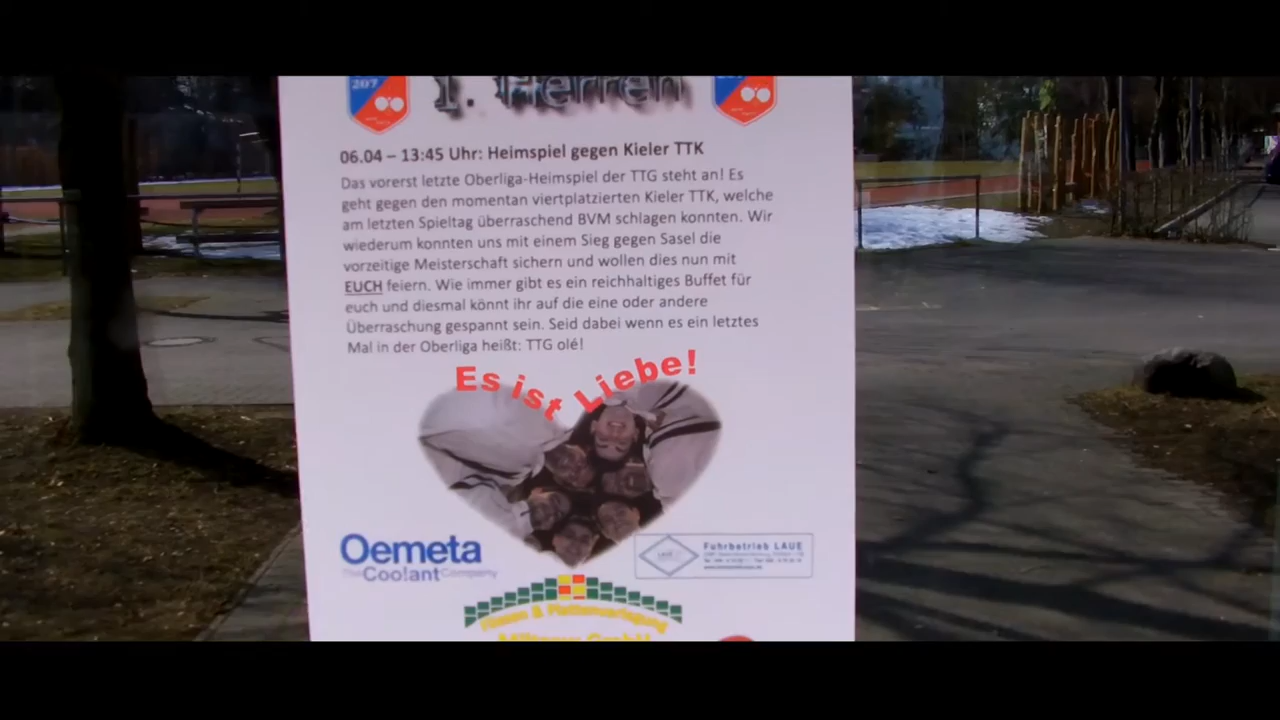 207
1. Herren
06.04 – 13:45 Uhr: Heimspiel gegen Kieler TTK
Das vorerst letzte Oberliga-Heimspiel der TTG steht an! Es
geht gegen den momentan viertplatzierten Kieler TTK, welche
am letzten Spieltag überraschend BVM schlagen konnten. Wir
wiederum konnten uns mit einem Sieg gegen Sasel die
vorzeitige Meisterschaft sichern und wollen dies nun mit
EUCH feiern. Wie immer gibt es ein reichhaltiges Buffet für
euch und diesmal könnt ihr auf die eine oder andere
Überraschung gespannt sein. Seid dabei wenn es ein letztes
Mal in der Oberliga heißt: TTG olé!
Es ist Liebe!
Oemeta
The Coolant Company
Fuhrbetrieb LAUE